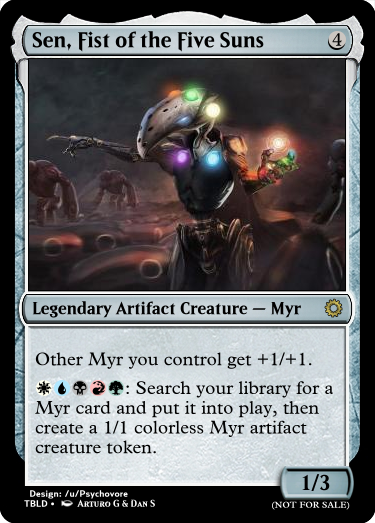 Sen, Fist of the Five Suns 4
Legendary Artifact Creature — Myr
Other Myr you control get +1/+1.
: Search your library for a
Myr card and put it into play, then
create a 1/1 colorless Myr artifact
creature token.
1/3
Design: /u/Psychovore
TBLD • Arturo G & Dan S
(NOT FOR SALE)